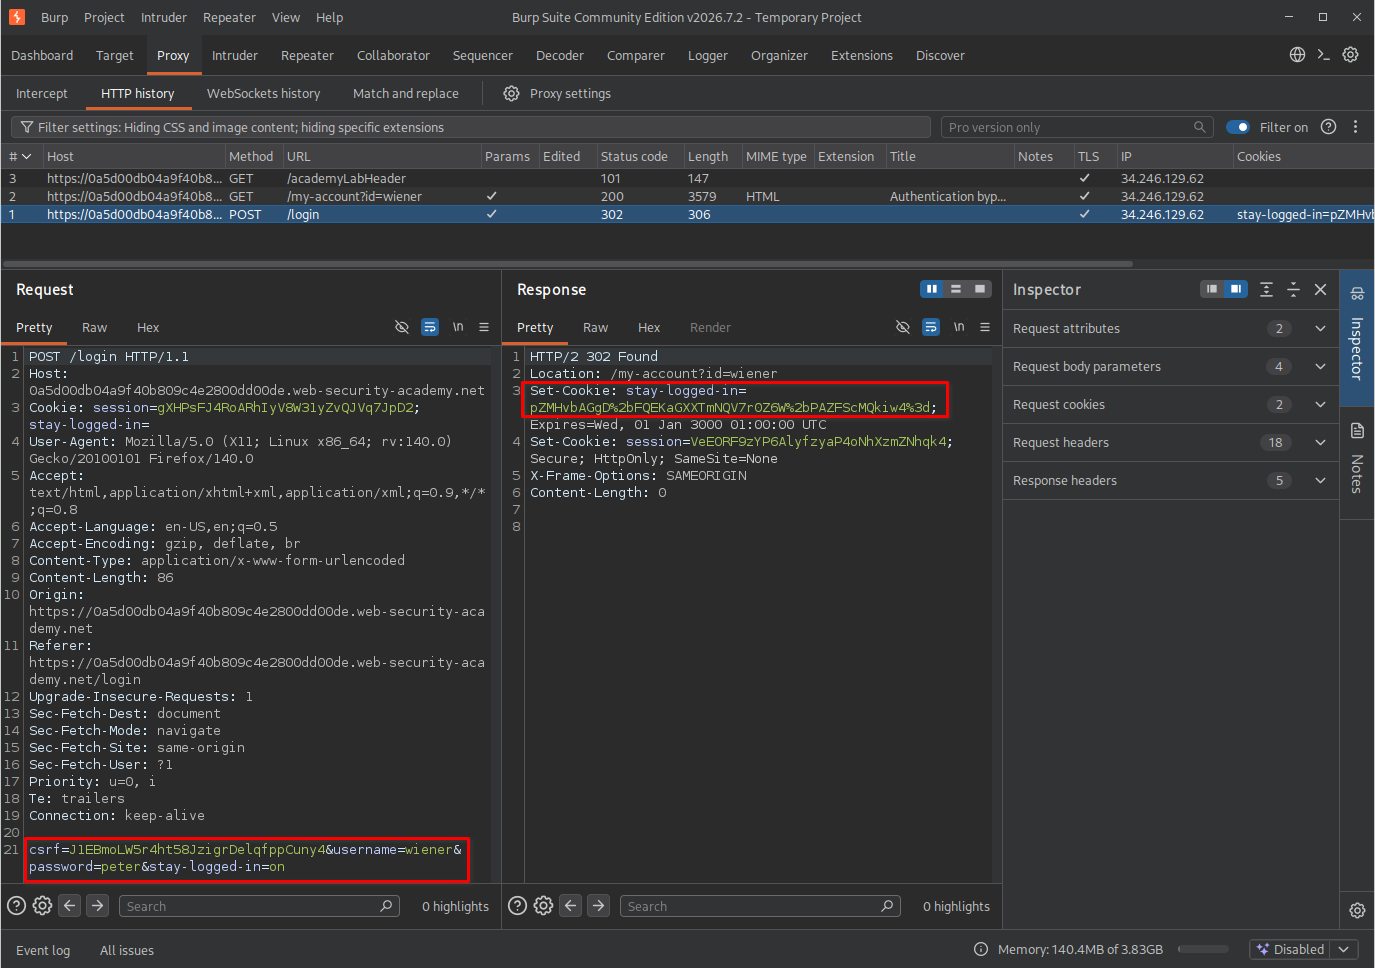 Burp Project Intruder Repeater View Help Burp Suite Community Edition v2026.7.2 - Temporary Project
Dashboard Target Proxy Intruder Repeater Collaborator Sequencer Decoder Comparer Logger Organizer Extensions Discover
Intercept HTTP history WebSockets history Match and replace Proxy settings
Filter settings: Hiding CSS and image content; hiding specific extensions Pro version only Filter on
# Host Method URL Params Edited Status code Length MIME type Extension Title Notes TLS IP Cookies
3 https://0a5d00db04a9f40b8... GET /academyLabHeader 101 147 34.246.129.62
2 https://0a5d00db04a9f40b8... GET /my-account?id=wiener 200 3579 HTML Authentication byp... 34.246.129.62
1 https://0a5d00db04a9f40b8... POST /login 302 306 34.246.129.62 stay-logged-in=pZMHvb
Request
Pretty Raw Hex \n
1 POST /login HTTP/1.1
2 Host:
0a5d00db04a9f40b809c4e2800dd00de.web-security-academy.net
3 Cookie: session=gXHPsFJ4RoARhIyV8W3lyZvQJVq7JpD2;
stay-logged-in=
4 User-Agent: Mozilla/5.0 (X11; Linux x86_64; rv:140.0)
Gecko/20100101 Firefox/140.0
5 Accept:
text/html,application/xhtml+xml,application/xml;q=0.9,*/*
;q=0.8
6 Accept-Language: en-US,en;q=0.5
7 Accept-Encoding: gzip, deflate, br
8 Content-Type: application/x-www-form-urlencoded
9 Content-Length: 86
10 Origin:
https://0a5d00db04a9f40b809c4e2800dd00de.web-security-aca
demy.net
11 Referer:
https://0a5d00db04a9f40b809c4e2800dd00de.web-security-aca
demy.net/login
12 Upgrade-Insecure-Requests: 1
13 Sec-Fetch-Dest: document
14 Sec-Fetch-Mode: navigate
15 Sec-Fetch-Site: same-origin
16 Sec-Fetch-User: ?1
17 Priority: u=0, i
18 Te: trailers
19 Connection: keep-alive
20
21 csrf=J1EBmoLW5r4ht58JzigrDelqfppCuny4&username=wiener&
password=peter&stay-logged-in=on
Search 0 highlights
Response
Pretty Raw Hex Render \n
1 HTTP/2 302 Found
2 Location: /my-account?id=wiener
3 Set-Cookie: stay-logged-in=
pZMHvbAGgD%2bFQEKaGXXTmNQV7r0Z6W%2bPAZFScMQkiw4%3d;
Expires=Wed, 01 Jan 3000 01:00:00 UTC
4 Set-Cookie: session=VeEORF9zYP6AlyfzyaP4oNhXzmZNhqk4;
Secure; HttpOnly; SameSite=None
5 X-Frame-Options: SAMEORIGIN
6 Content-Length: 0
7
8
Search 0 highlights
Inspector
Request attributes 2
Request body parameters 4
Request cookies 2
Request headers 18
Response headers 5
Inspector
Notes
Event log All issues Memory: 140.4MB of 3.83GB Disabled